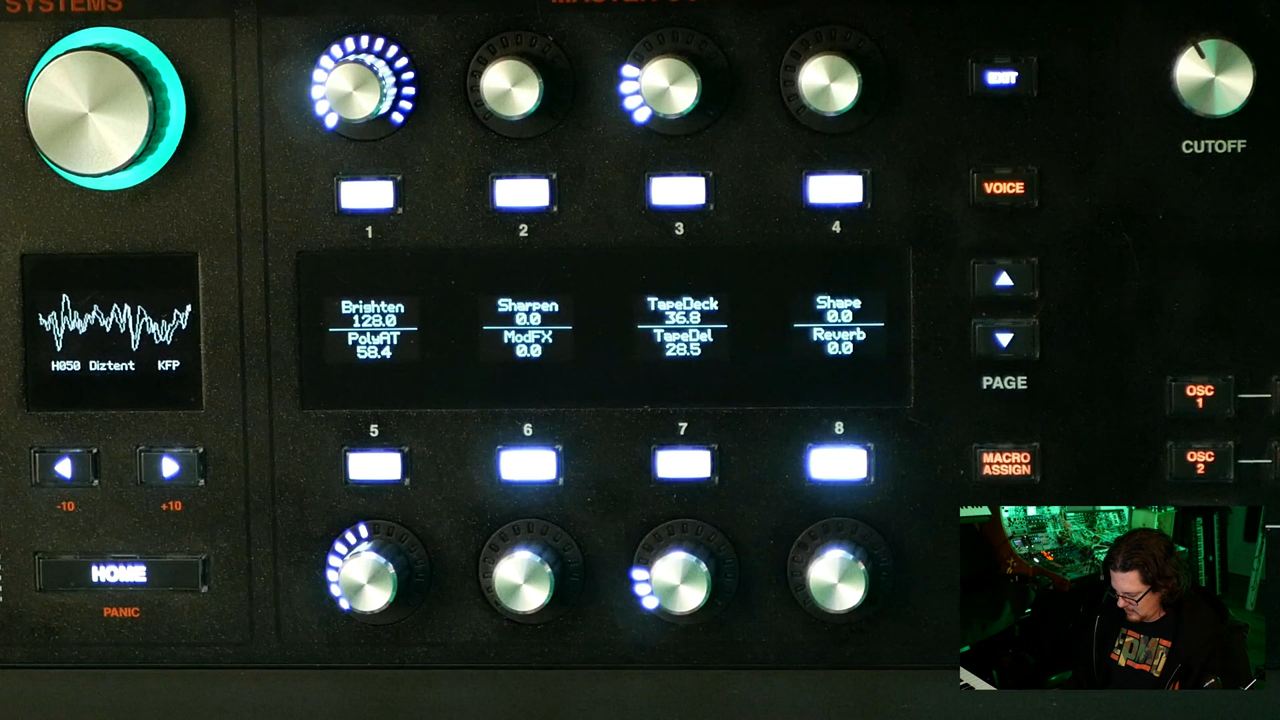 SYSTEMS
EXIT
CUTOFF
VOICE
1
2
3
4
Brighten
128.0
PolyAT
58.4
Sharpen
0.0
ModFX
0.0
TapeDeck
36.8
TapeDel
28.5
Shape
0.0
Reverb
0.0
H050 Diztent KFP
PAGE
OSC
1
5
6
7
8
MACRO
ASSIGN
OSC
2
-10
+10
HOME
PANIC